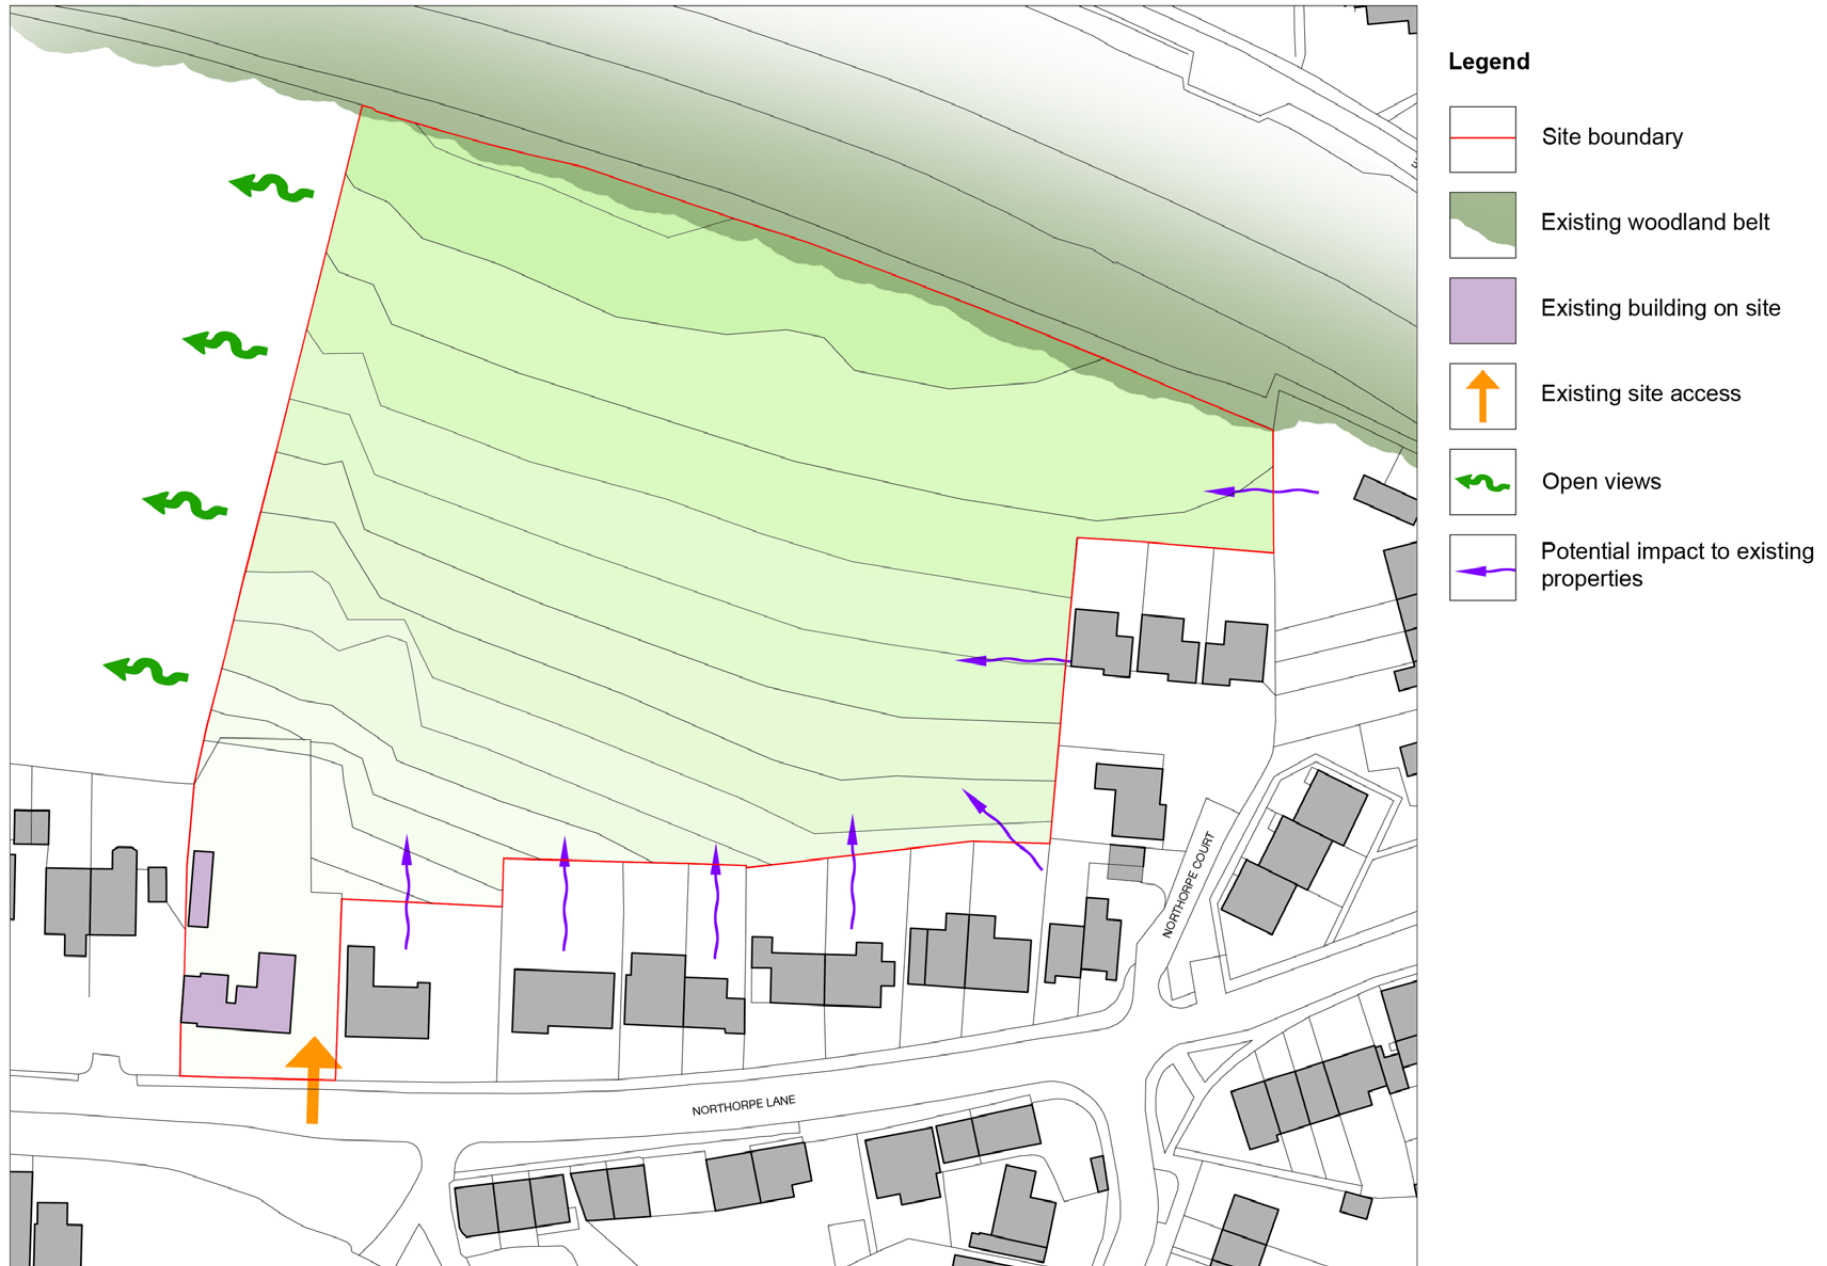 Legend
Site boundary
Existing woodland belt
Existing building on site
Existing site access
Open views
Potential impact to existing
properties
NORTHORPE COURT
NORTHORPE LANE